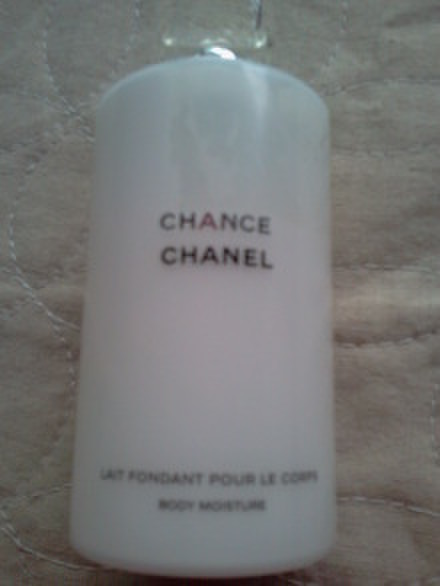 CHANCE
CHANEL
LAIT FONDANT POUR LE CORPS
BODY MOISTURE